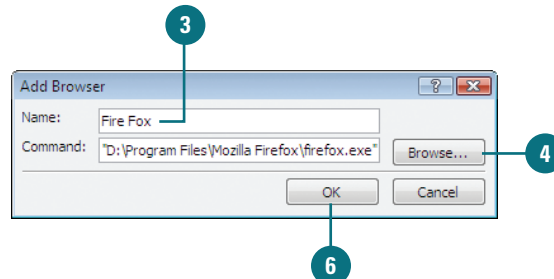 3
Add Browser
Name: Fire Fox
Command: "D:\Program Files\Mozilla Firefox\firefox.exe" Browse... 4
OK Cancel
6